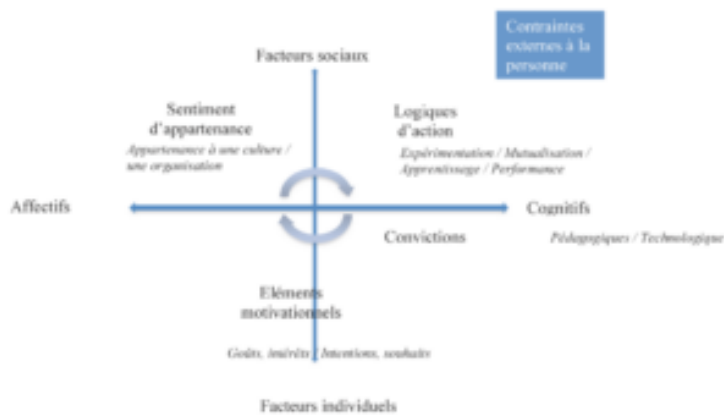 Contraintes
externes à la
personne
Facteurs sociaux
Sentiment
d'appartenance
Appartenance à une culture /
une organisation
Logiques
d'action
Expérimentation / Mutualisation /
Apprentissage / Performance
Affectifs
Cognitifs
Convictions
Pédagogiques / Technologique
Eléments
motivationnels
Goûts, intérêts / Intentions, souhaits
Facteurs individuels